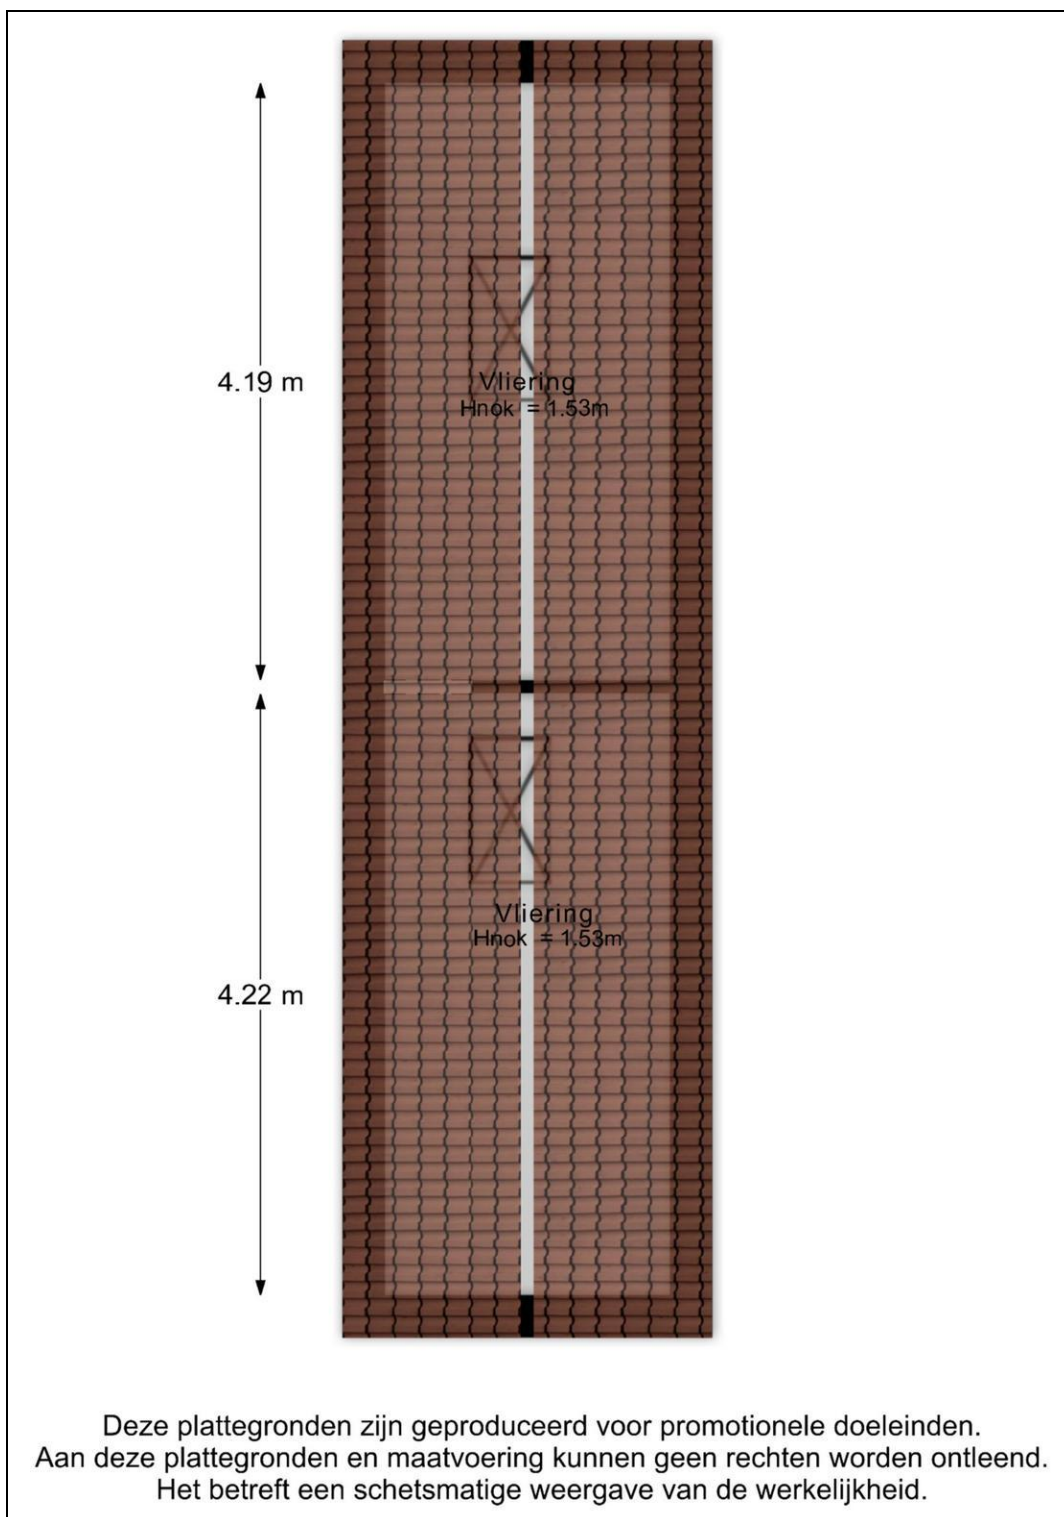 4.19 m
Vliering
Hnok = 1.53m
Vliering
Hnok = 1.53m
4.22 m
Deze plattegronden zijn geproduceerd voor promotionele doeleinden.
Aan deze plattegronden en maatvoering kunnen geen rechten worden ontleend.
Het betreft een schetsmatige weergave van de werkelijkheid.